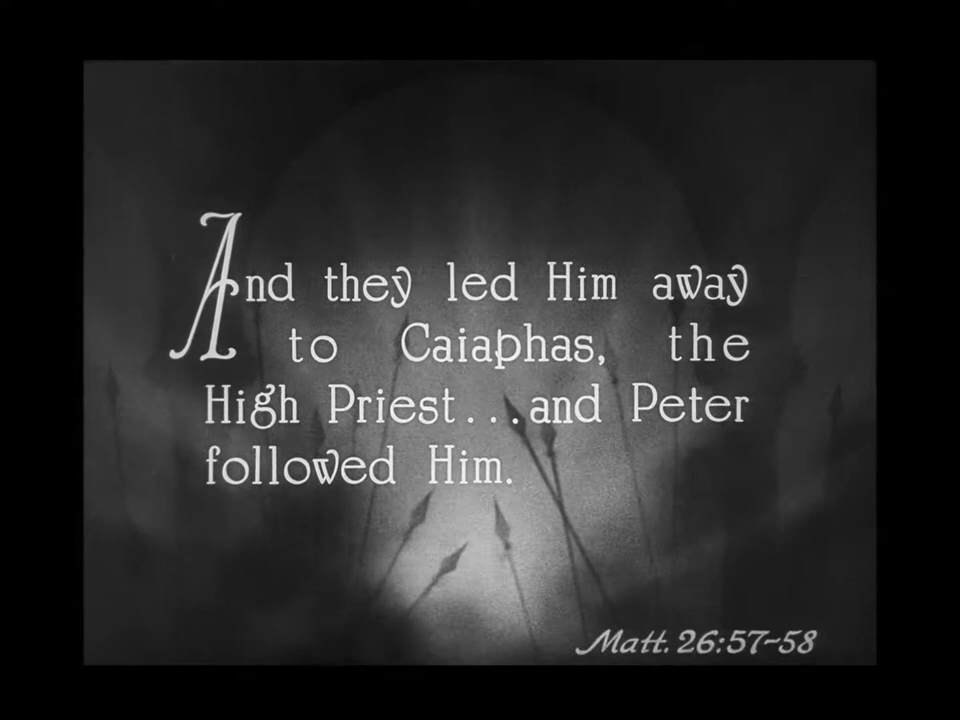 And they led Him away
to Caiaphas, the
High Priest...and Peter
followed Him.
Matt. 26:57-58